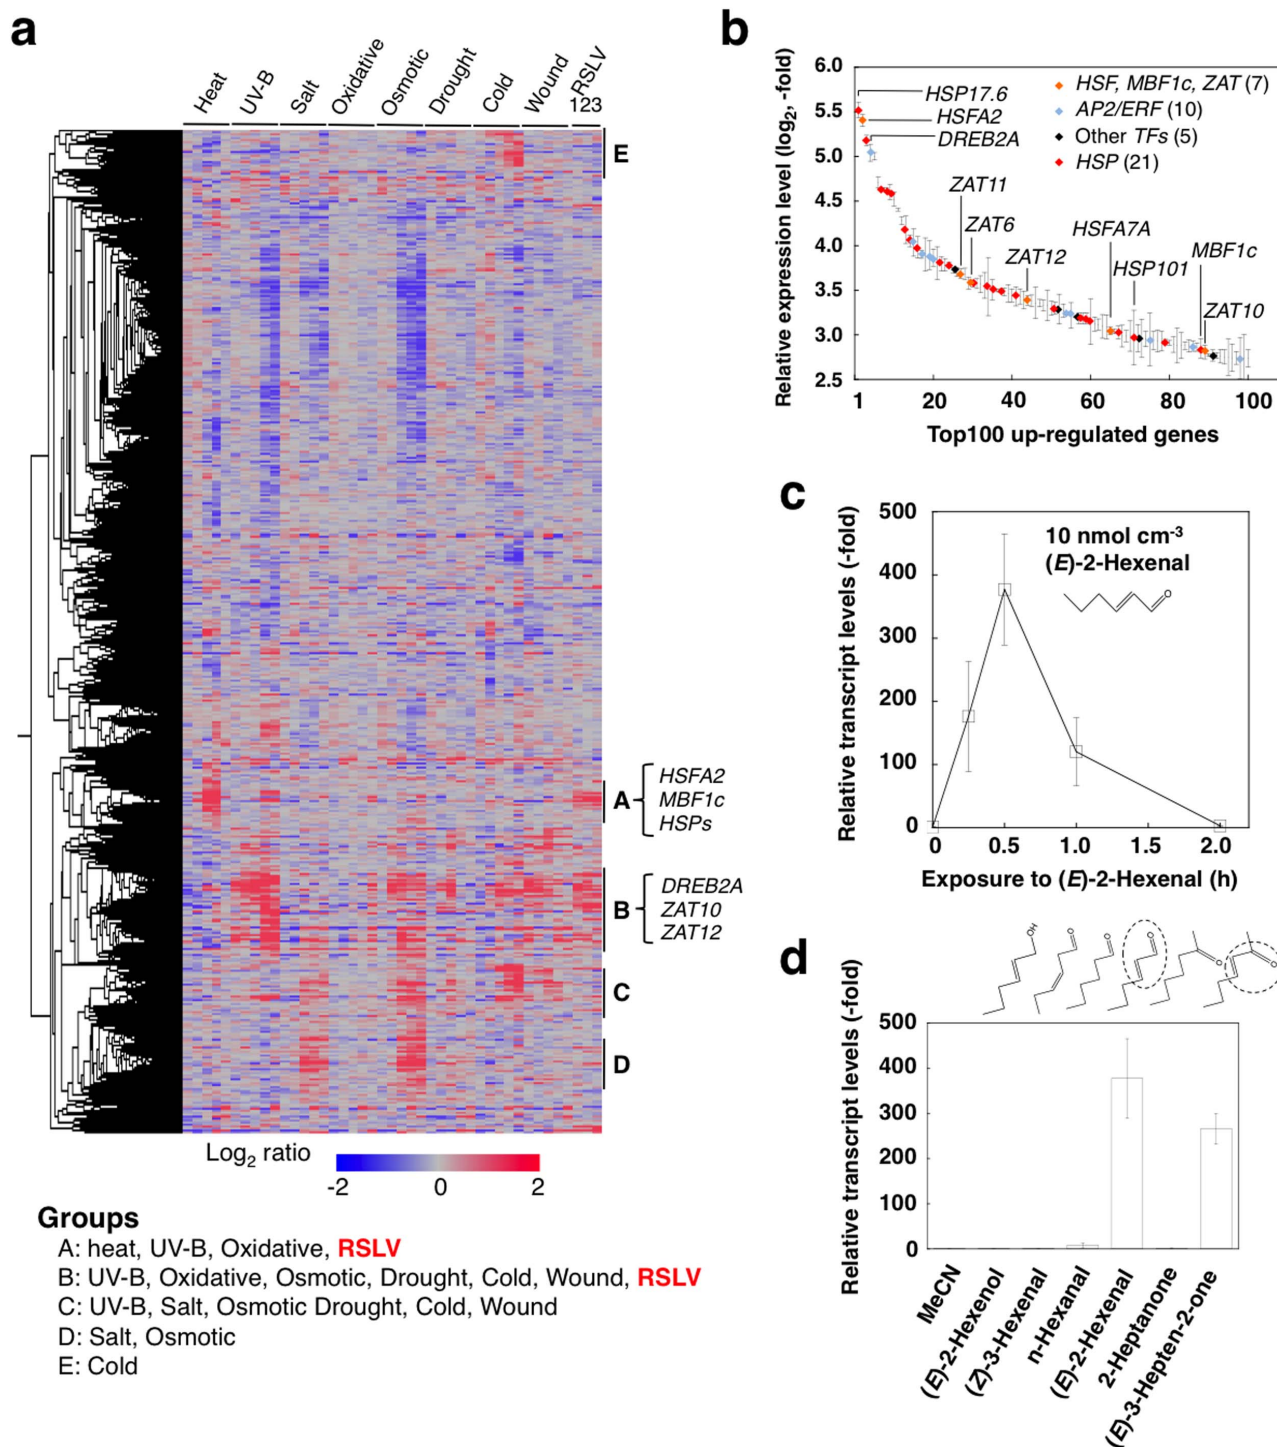 a
Heat
UV-B
Salt
Oxidative
Osmotic
Drought
Cold
Wound
RSLV
123
E
A
HSFA2
MBF1c
HSPs
B
DREB2A
ZAT10
ZAT12
C
D
Log2 ratio
-2 0 2
Groups
A: heat, UV-B, Oxidative, RSLV
B: UV-B, Oxidative, Osmotic, Drought, Cold, Wound, RSLV
C: UV-B, Salt, Osmotic Drought, Cold, Wound
D: Salt, Osmotic
E: Cold
b
Relative expression level (log2, -fold)
6.0
5.5
5.0
4.5
4.0
3.5
3.0
2.5
HSP17.6
HSFA2
DREB2A
HSF, MBF1c, ZAT (7)
AP2/ERF (10)
Other TFs (5)
HSP (21)
ZAT11
ZAT6
ZAT12
HSFA7A
HSP101
MBF1c
ZAT10
1 20 40 60 80 100
Top100 up-regulated genes
c
Relative transcript levels (-fold)
500
400
300
200
100
0
10 nmol cm-3
(E)-2-Hexenal
O
0 0.5 1.0 1.5 2.0
Exposure to (E)-2-Hexenal (h)
d
OH
O
O
O
O
O
Relative transcript levels (-fold)
500
400
300
200
100
0
MeCN
(E)-2-Hexenol
(Z)-3-Hexenal
n-Hexanal
(E)-2-Hexenal
2-Heptanone
(E)-3-Hepten-2-one